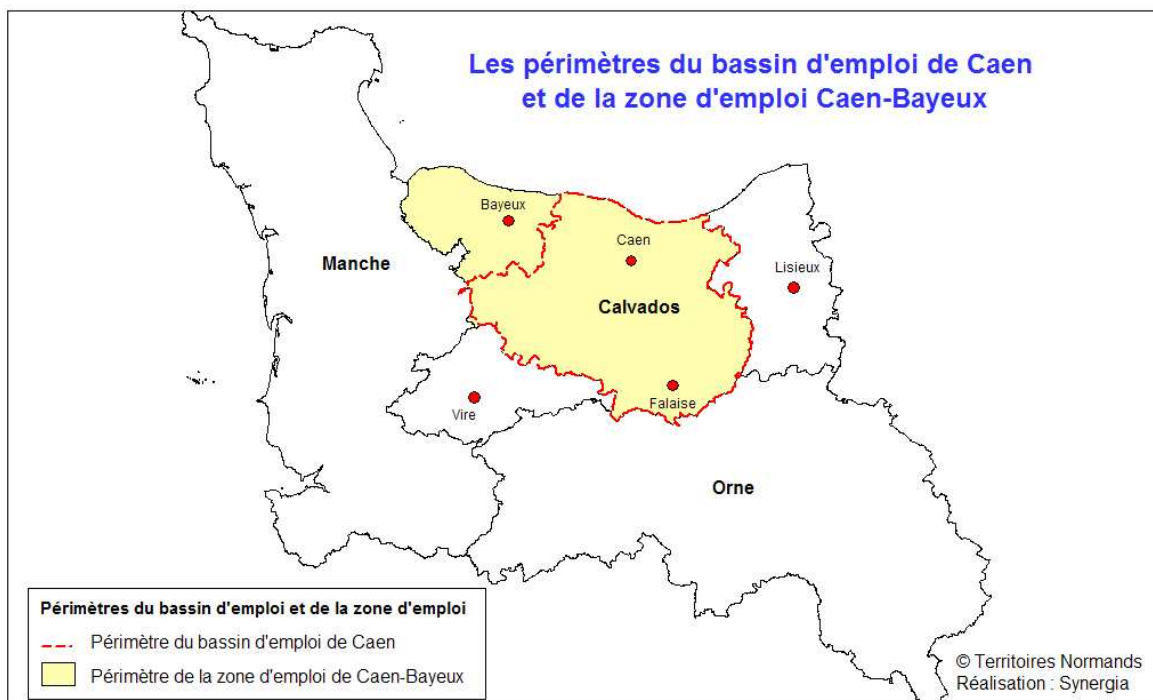 Les périmètres du bassin d'emploi de Caen
et de la zone d'emploi Caen-Bayeux
Bayeux
Caen
Manche
Lisieux
Calvados
Vire
Falaise
Orne
Périmètres du bassin d'emploi et de la zone d'emploi
Périmètre du bassin d'emploi de Caen
Périmètre de la zone d'emploi de Caen-Bayeux
© Territoires Normands
Réalisation : Synergia